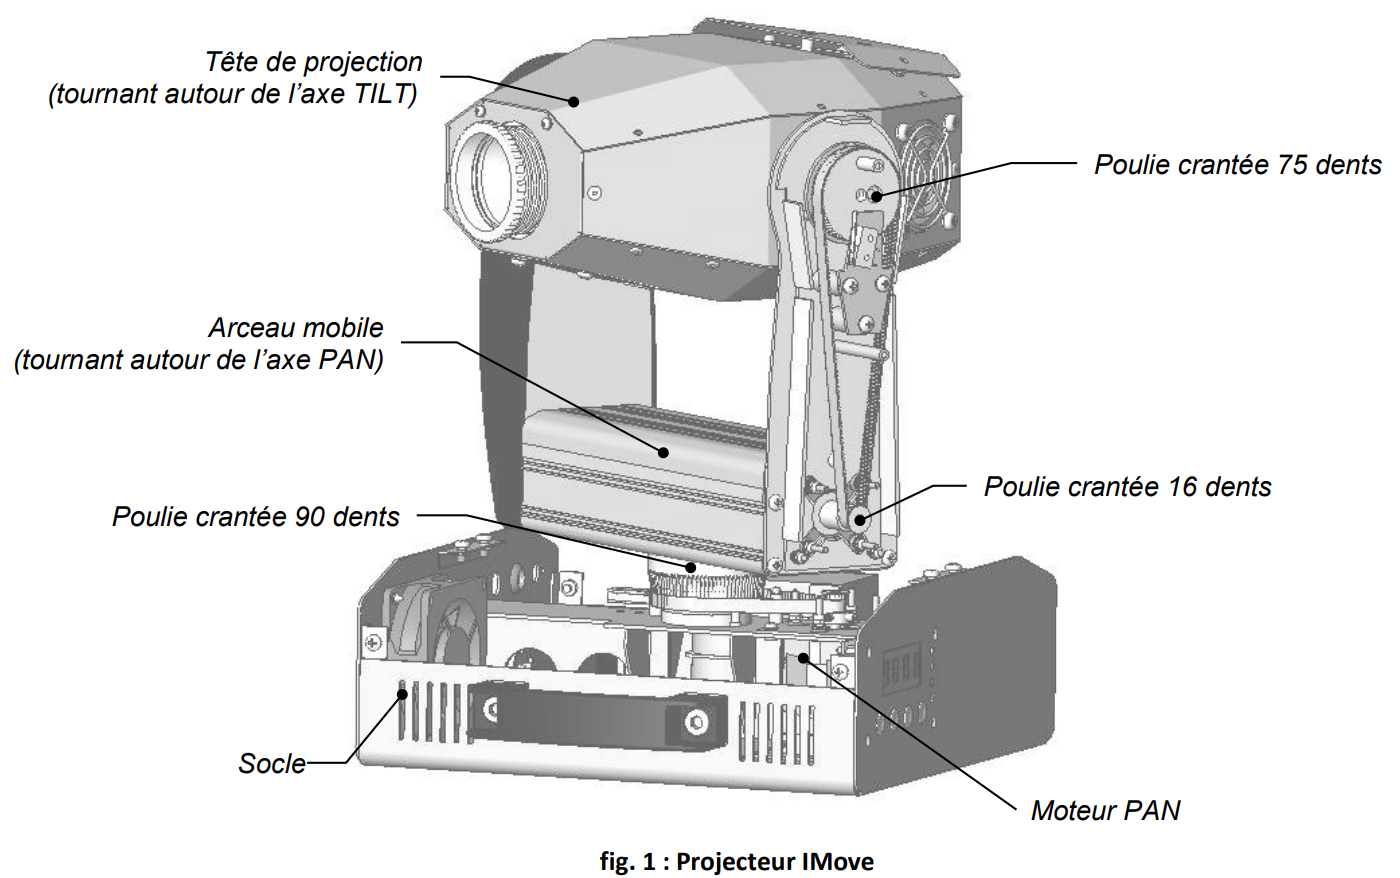 Tête de projection
(tournant autour de l'axe TILT)
Poulie crantée 75 dents
Arceau mobile
(tournant autour de l'axe PAN)
Poulie crantée 16 dents
Poulie crantée 90 dents
Socle
Moteur PAN
fig. 1 : Projecteur IMove